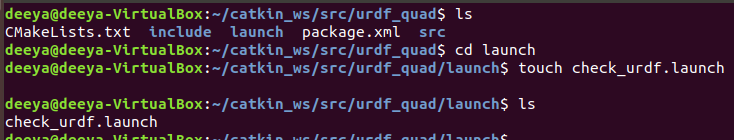 deeya@deeya-VirtualBox:~/catkin_ws/src/urdf_quad$ ls
CMakeLists.txt  include  launch  package.xml  src
deeya@deeya-VirtualBox:~/catkin_ws/src/urdf_quad$ cd launch
deeya@deeya-VirtualBox:~/catkin_ws/src/urdf_quad/launch$ touch check_urdf.launch
deeya@deeya-VirtualBox:~/catkin_ws/src/urdf_quad/launch$ ls
check_urdf.launch
deeya@deeya-VirtualBox:~/catkin_ws/src/urdf_quad/launch$